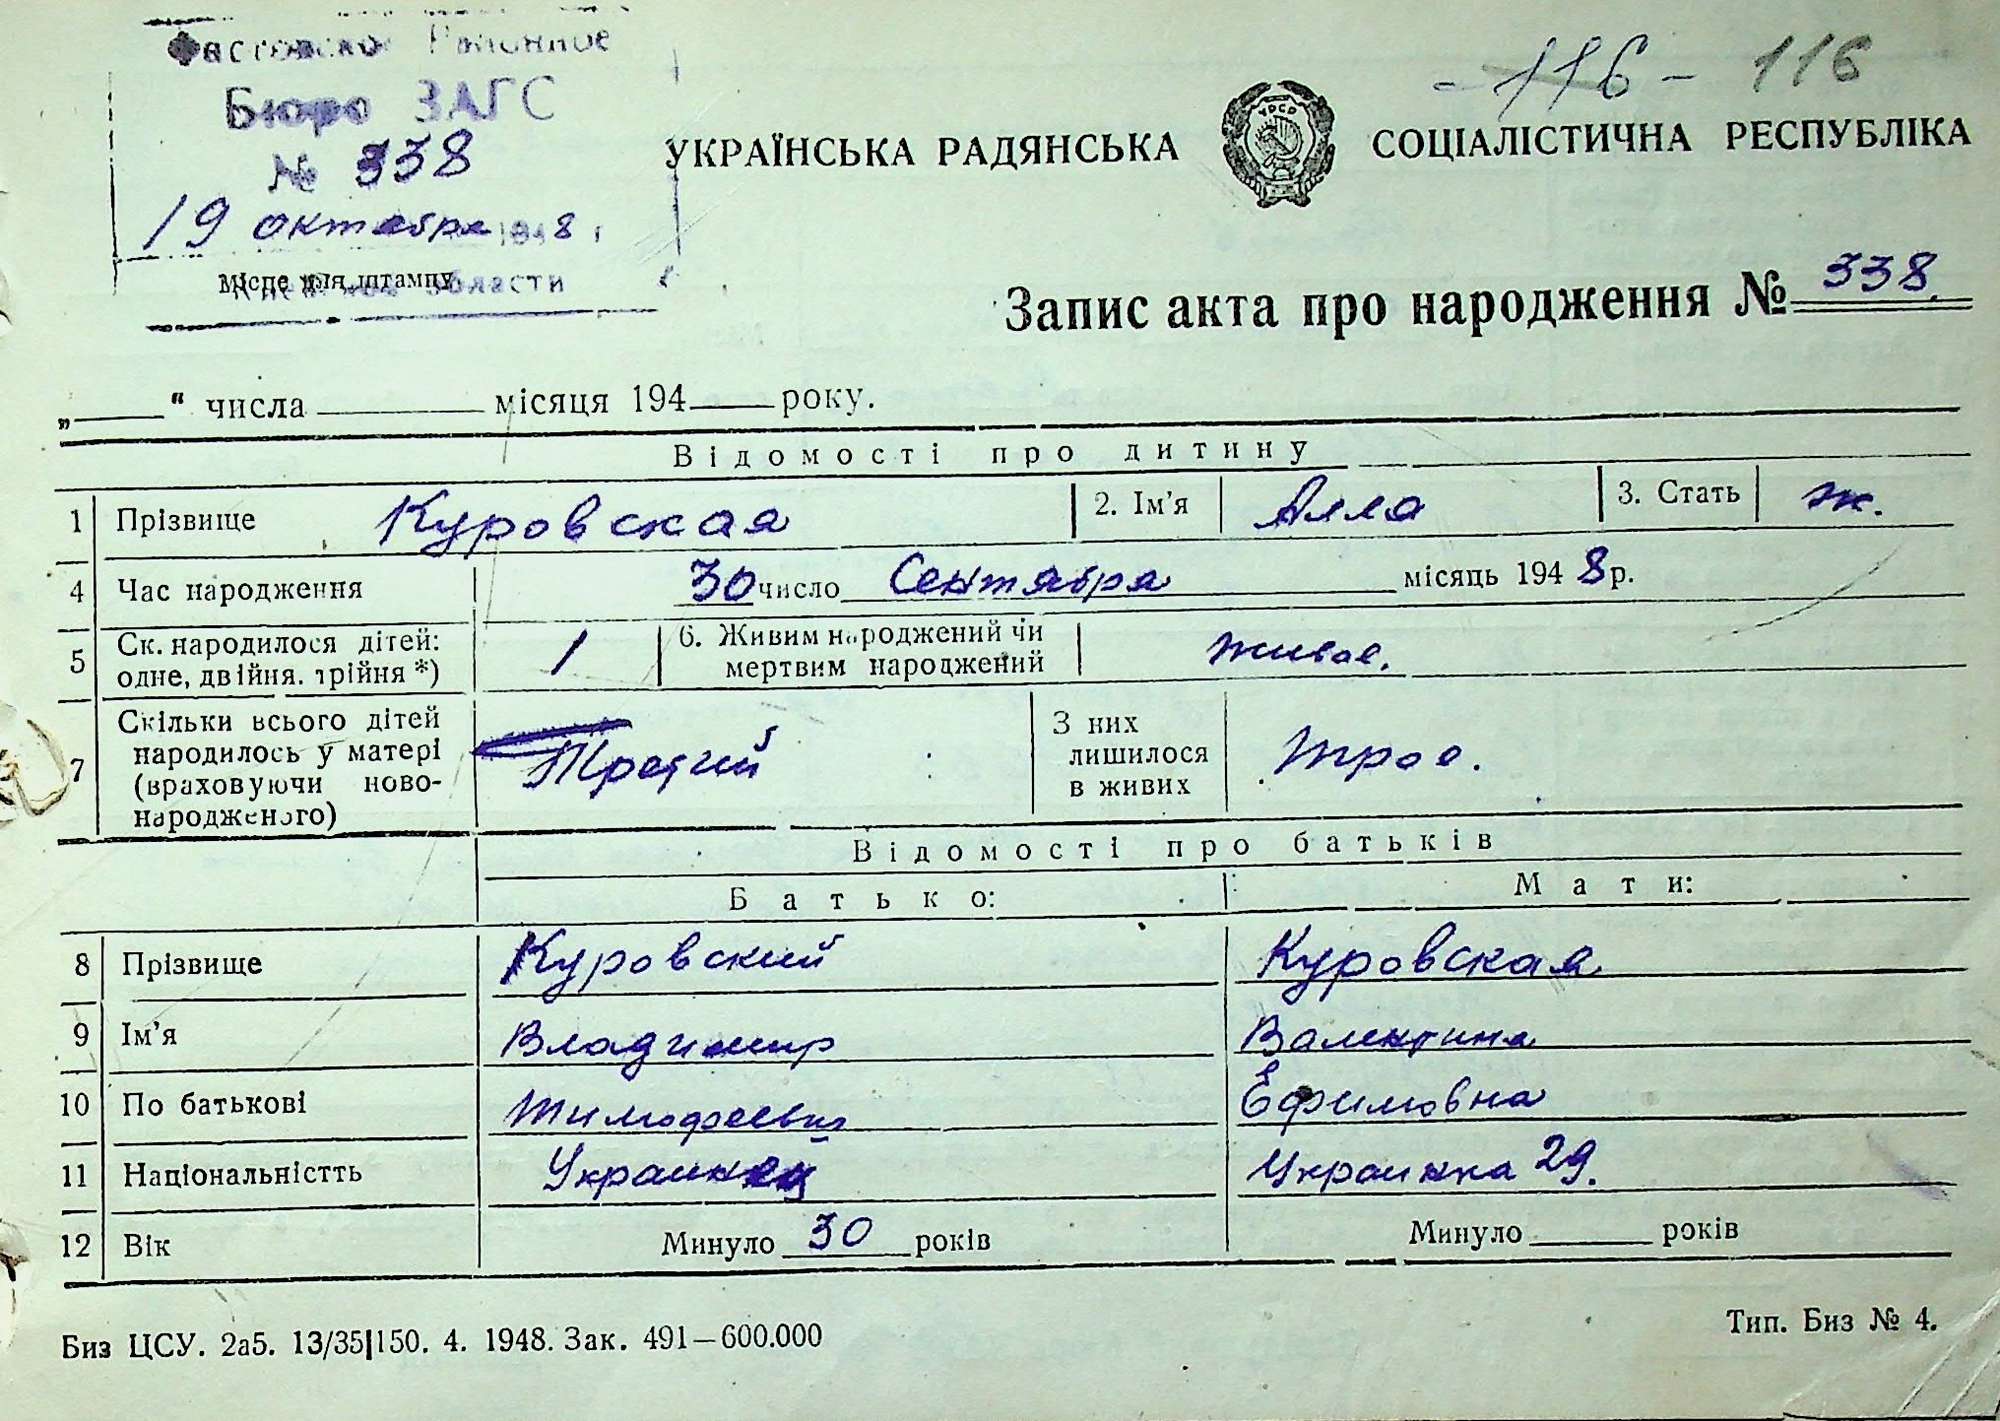 Фастовское Районное
Бюро ЗАГС
№ 338
19 октября 1948 г
місце для штампу
Киевской области
- 116 - 116
УКРАЇНСЬКА РАДЯНСЬКА СОЦІАЛІСТИЧНА РЕСПУБЛІКА
УРСР
Запис акта про народження № 338.
„ “ числа місяця 194 року.
Відомості про дитину
1 Прізвище Куровская 2. Ім’я Алла 3. Стать ж.
4 Час народження 30 число Сентября місяць 1948 р.
5 Ск. народилося дітей: одне, двійня. трійня *) 1 6. Живим народжений чи мертвим народжений живое.
7 Скільки всього дітей народилось у матері (враховуючи ново-народженого) Третий З них лишилося в живих трое.
Відомості про батьків
Батько: Мати:
8 Прізвище Куровский Куровская
9 Ім’я Владимир Валентина
10 По батькові Тимофеевич Ефимовна
11 Національністть Украинец Украинка 29.
12 Вік Минуло 30 років Минуло років
Биз ЦСУ. 2а5. 13/35|150. 4. 1948. Зак. 491—600.000
Тип. Биз № 4.